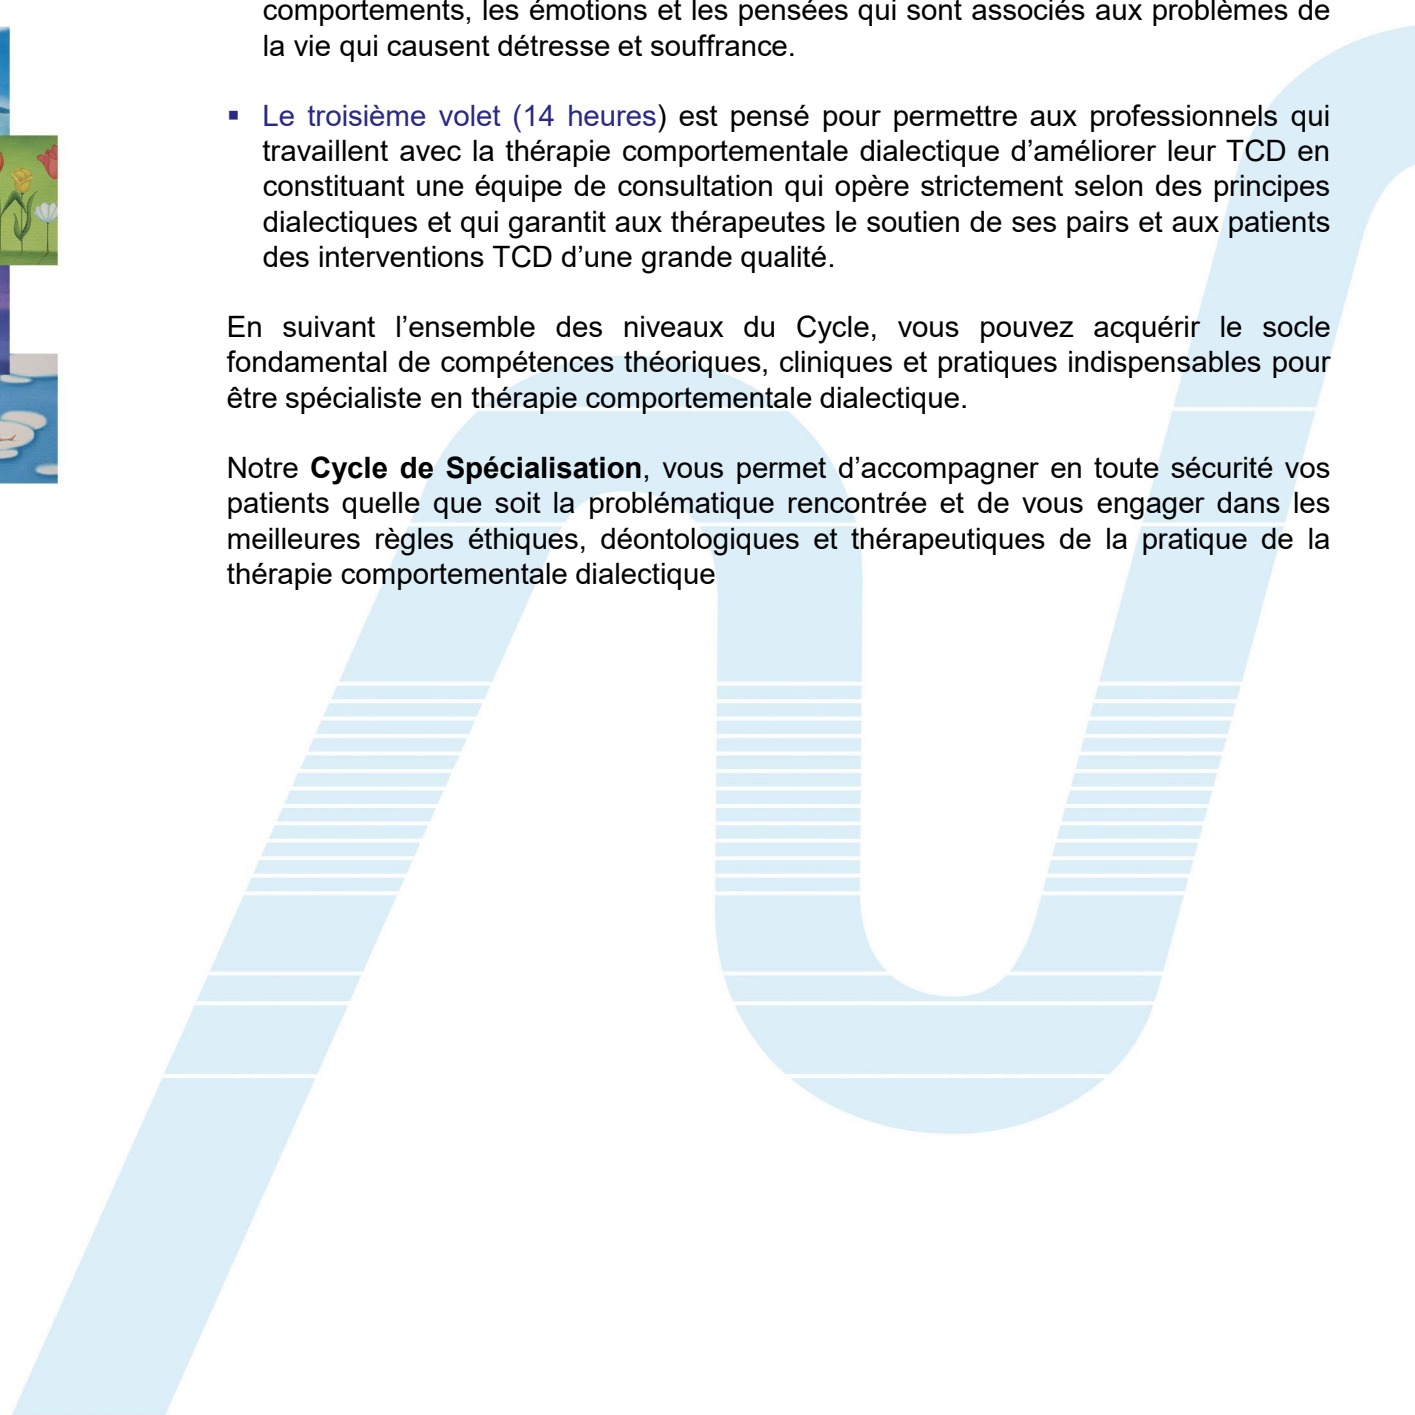 comportements, les émotions et les pensées qui sont associés aux problèmes de
la vie qui causent détresse et souffrance.
▪ Le troisième volet (14 heures) est pensé pour permettre aux professionnels qui
travaillent avec la thérapie comportementale dialectique d’améliorer leur TCD en
constituant une équipe de consultation qui opère strictement selon des principes
dialectiques et qui garantit aux thérapeutes le soutien de ses pairs et aux patients
des interventions TCD d’une grande qualité.
En suivant l’ensemble des niveaux du Cycle, vous pouvez acquérir le socle
fondamental de compétences théoriques, cliniques et pratiques indispensables pour
être spécialiste en thérapie comportementale dialectique.
Notre Cycle de Spécialisation, vous permet d’accompagner en toute sécurité vos
patients quelle que soit la problématique rencontrée et de vous engager dans les
meilleures règles éthiques, déontologiques et thérapeutiques de la pratique de la
thérapie comportementale dialectique